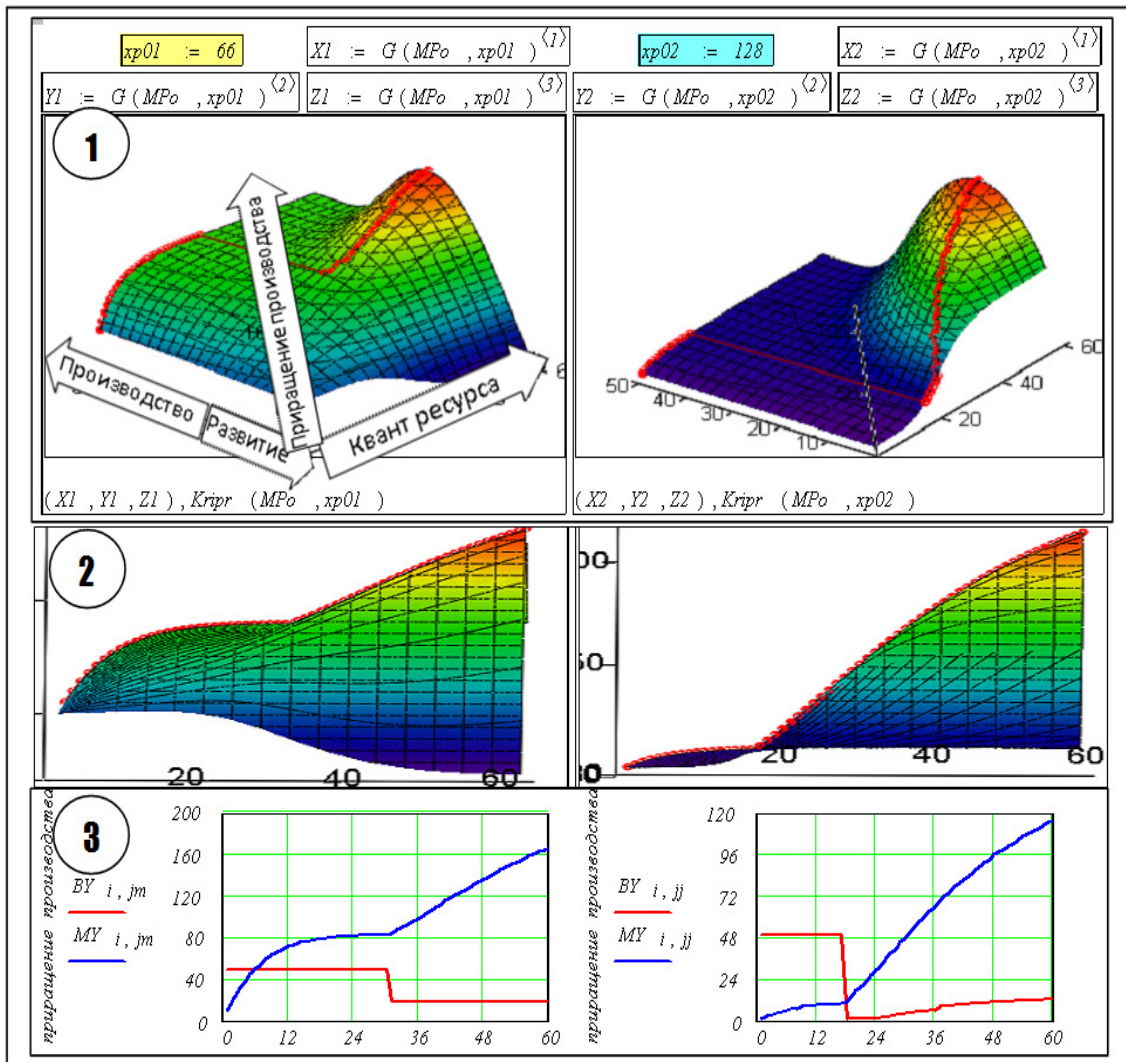 xp01 := 66
X1 := G ( MPo , xp01 ) ⟨1⟩
xp02 := 128
X2 := G ( MPo , xp02 ) ⟨1⟩
Y1 := G ( MPo , xp01 ) ⟨2⟩
Z1 := G ( MPo , xp01 ) ⟨3⟩
Y2 := G ( MPo , xp02 ) ⟨2⟩
Z2 := G ( MPo , xp02 ) ⟨3⟩
1
Приращение производства
Производство
Развитие
Квант ресурса
50 40 30 20 10
20 40 60
( X1 , Y1 , Z1 ) , Kripr ( MPo , xp01 )
( X2 , Y2 , Z2 ) , Kripr ( MPo , xp02 )
2
20 40 60
20 40 60
3
приращение производства
BY i , jm
MY i , jm
200
160
120
80
40
0
0 12 24 36 48 60
приращение производства
BY i , jj
MY i , jj
120
96
72
48
24
0
0 12 24 36 48 60